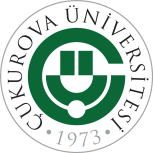 ÇUKUROVA ÜNİVERSİTESİ
• 1973 •